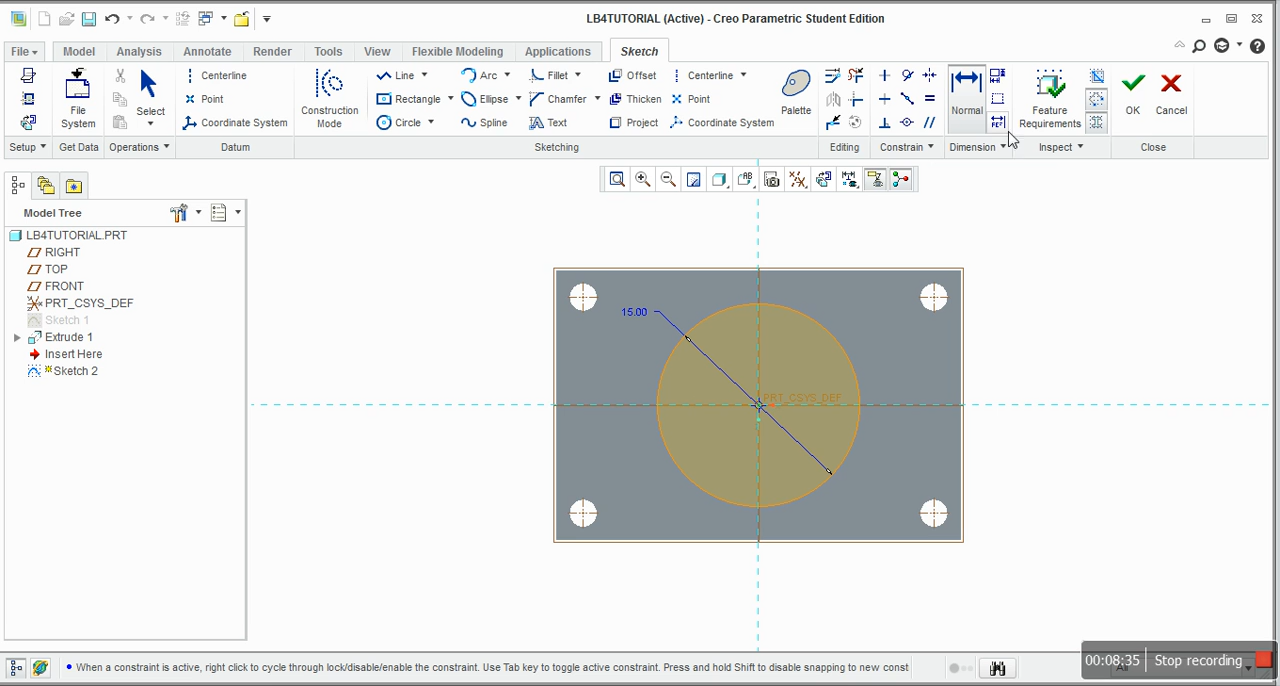 LB4TUTORIAL (Active) - Creo Parametric Student Edition
File Model Analysis Annotate Render Tools View Flexible Modeling Applications Sketch
Centerline Line Arc Fillet Offset Centerline
Point Rectangle Ellipse Chamfer Thicken Point
Coordinate System Circle Spline Text Project Coordinate System
File System Select Construction Mode Palette Normal Feature Requirements OK Cancel
Setup Get Data Operations Datum Sketching Editing Constrain Dimension Inspect Close
Model Tree
LB4TUTORIAL.PRT
RIGHT
TOP
FRONT
PRT_CSYS_DEF
Sketch 1
Extrude 1
Insert Here
Sketch 2
15.00
PRT_CSYS_DEF
When a constraint is active, right click to cycle through lock/disable/enable the constraint. Use Tab key to toggle active constraint. Press and hold Shift to disable snapping to new const
00:08:35 Stop recording